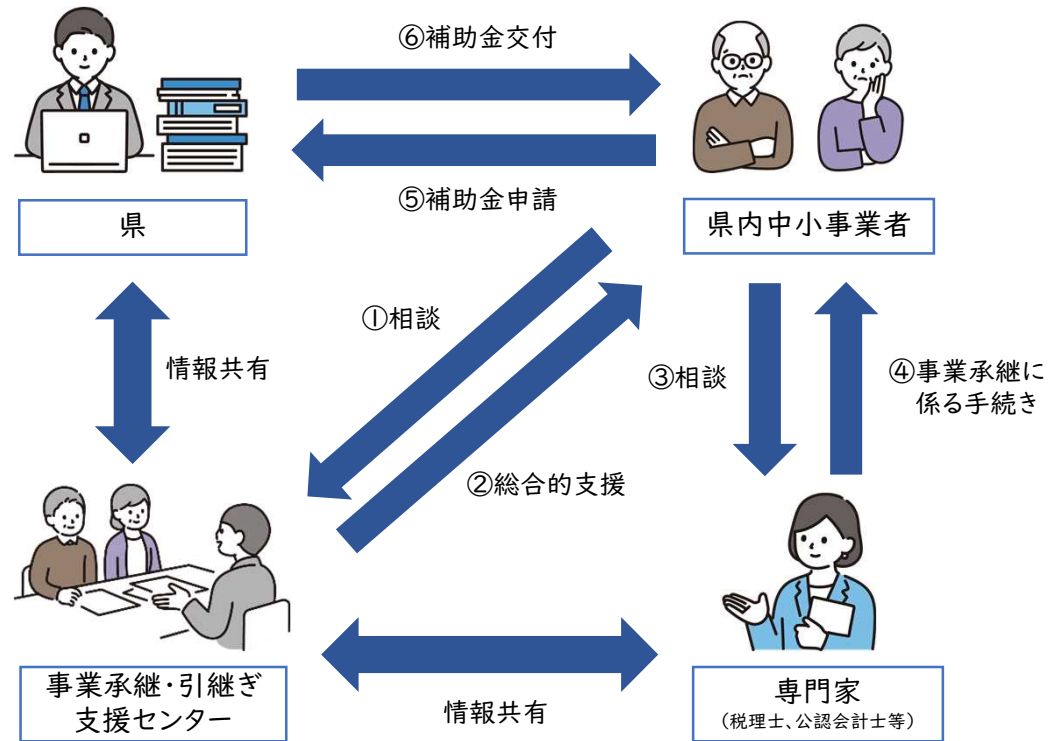 ⑥補助金交付
⑤補助金申請
県
県内中小事業者
①相談
②総合的支援
③相談
④事業承継に
係る手続き
情報共有
事業承継・引継ぎ
支援センター
情報共有
専門家
(税理士、公認会計士等)